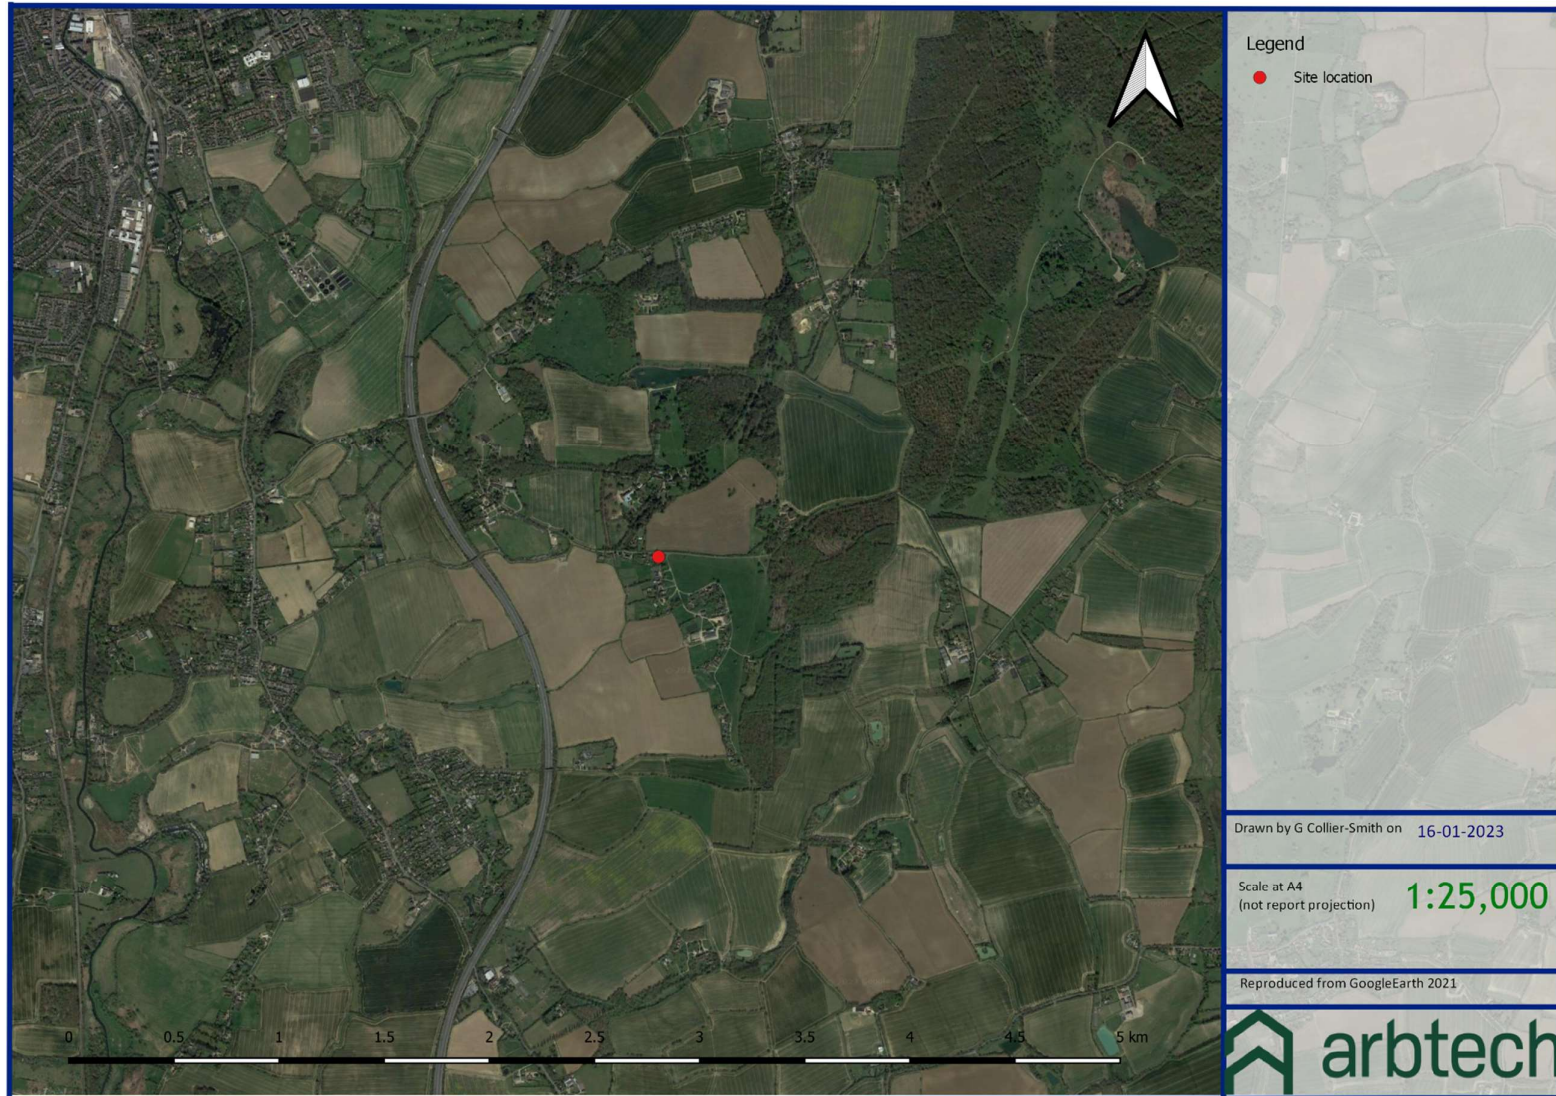 Legend
Site location
Drawn by G Collier-Smith on 16-01-2023
Scale at A4
(not report projection) 1:25,000
Reproduced from GoogleEarth 2021
arbtech
0 0.5 1 1.5 2 2.5 3 3.5 4 4.5 5 km